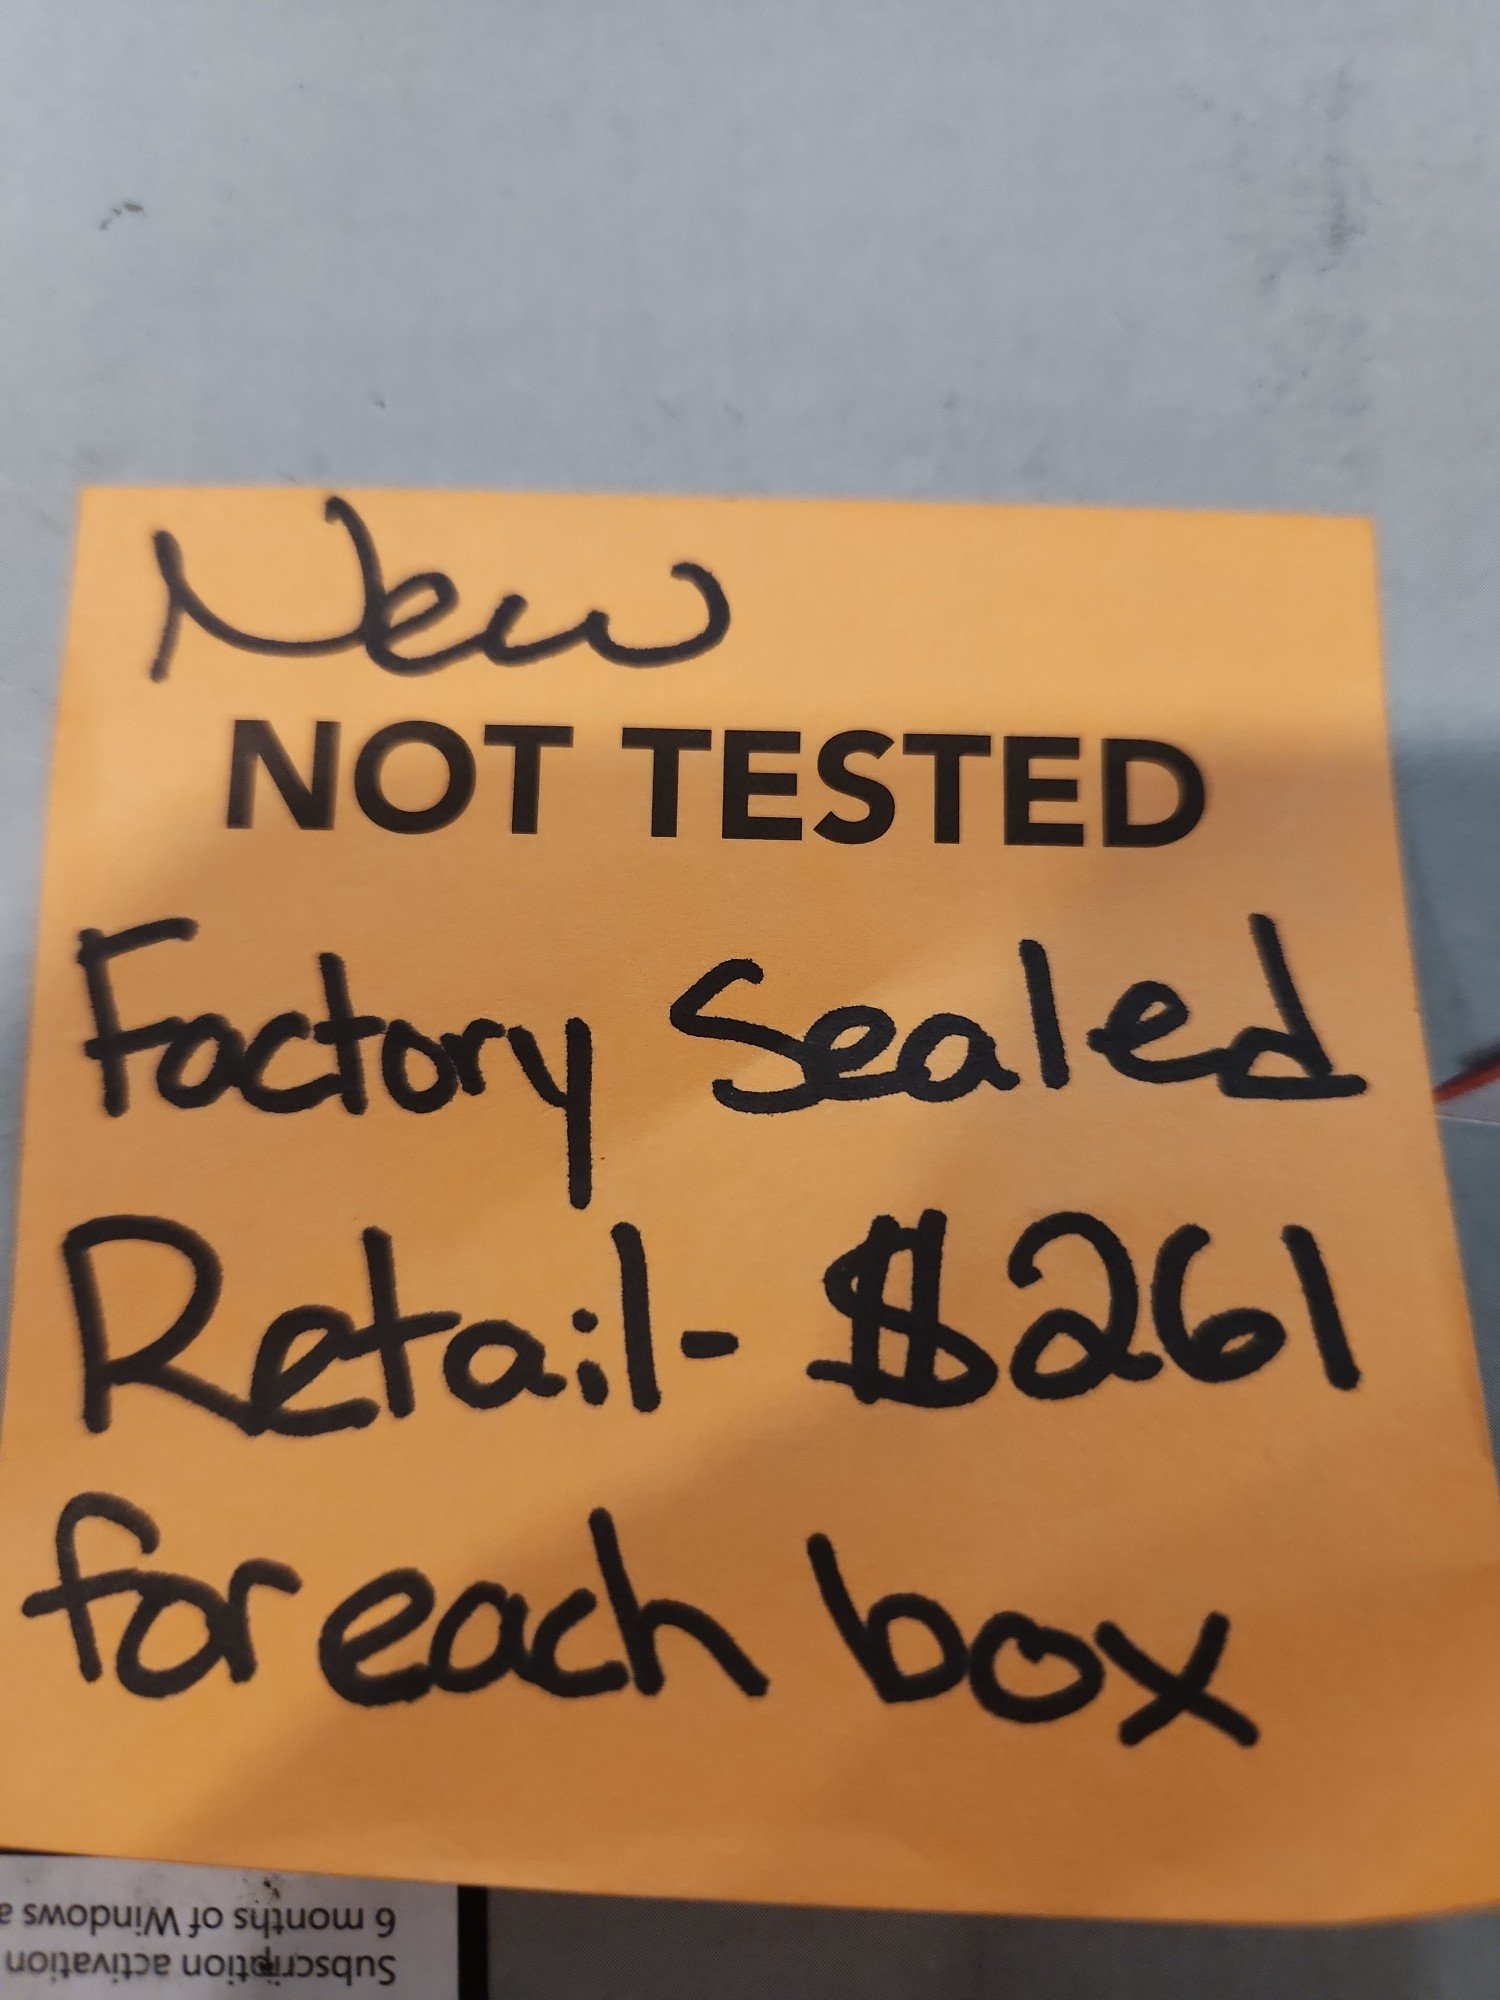 New
NOT TESTED
Factory Sealed
Retail- $261
for each box
Subscription activation
6 months of Windows a